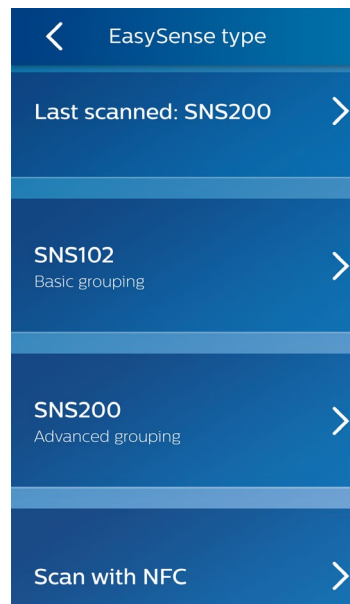 EasySense type
Last scanned: SNS200
SNS102
Basic grouping
SNS200
Advanced grouping
Scan with NFC